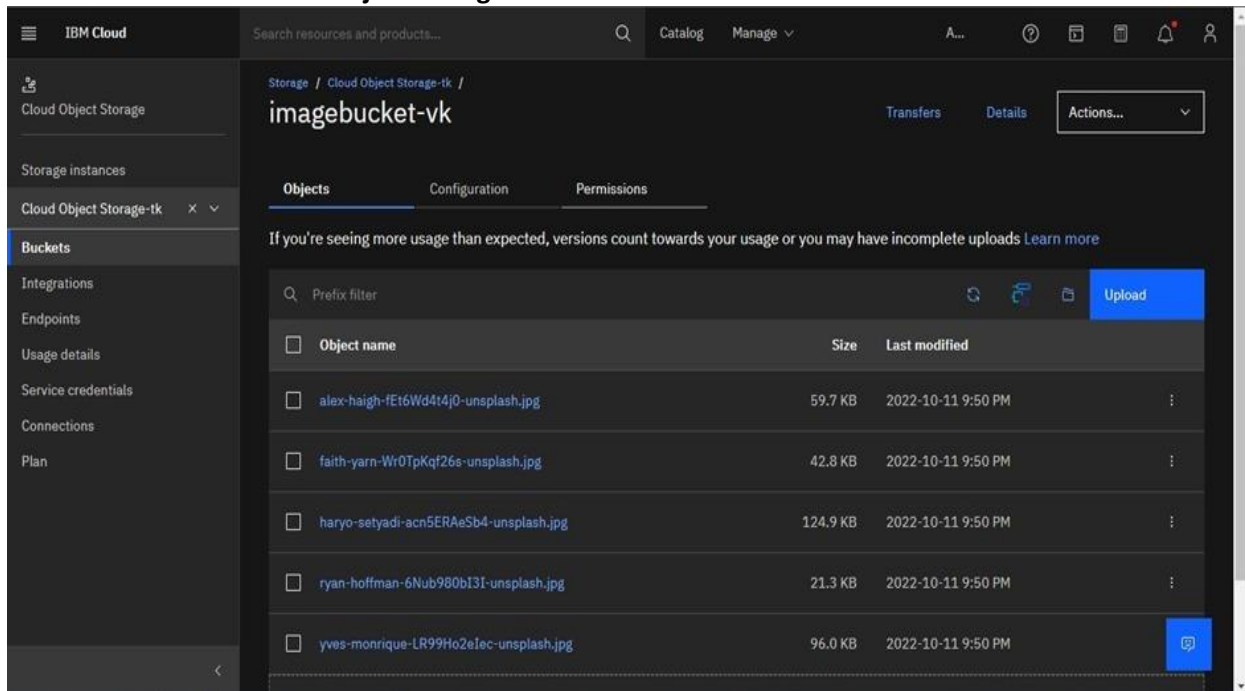 IBM Cloud
Search resources and products...
Catalog
Manage
A...
Cloud Object Storage
Storage instances
Cloud Object Storage-tk
Buckets
Integrations
Endpoints
Usage details
Service credentials
Connections
Plan
Storage / Cloud Object Storage-tk /
imagebucket-vk
Transfers
Details
Actions...
Objects
Configuration
Permissions
If you're seeing more usage than expected, versions count towards your usage or you may have incomplete uploads Learn more
Prefix filter
Upload
Object name Size Last modified
alex-haigh-fEt6Wd4t4j0-unsplash.jpg 59.7 KB 2022-10-11 9:50 PM
faith-yarn-Wr0TpKqf26s-unsplash.jpg 42.8 KB 2022-10-11 9:50 PM
haryo-setyadi-acn5ERAeSb4-unsplash.jpg 124.9 KB 2022-10-11 9:50 PM
ryan-hoffman-6Nub980bI3I-unsplash.jpg 21.3 KB 2022-10-11 9:50 PM
yves-monrique-LR99Ho2eIec-unsplash.jpg 96.0 KB 2022-10-11 9:50 PM